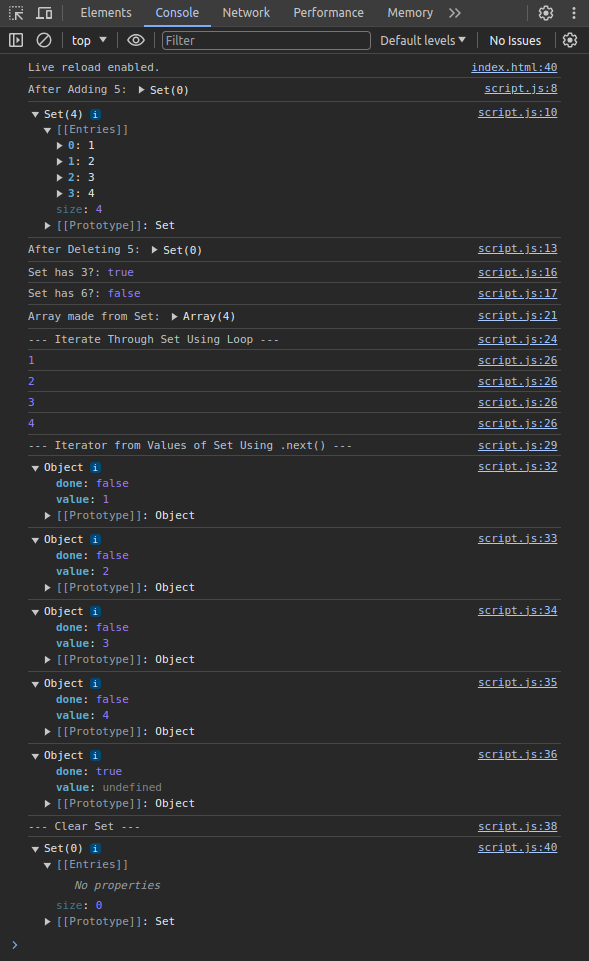 Elements Console Network Performance Memory
top Filter Default levels No Issues
Live reload enabled. index.html:40
After Adding 5: Set(0) script.js:8
Set(4) i script.js:10
[[Entries]]
0: 1
1: 2
2: 3
3: 4
size: 4
[[Prototype]]: Set
After Deleting 5: Set(0) script.js:13
Set has 3?: true script.js:16
Set has 6?: false script.js:17
Array made from Set: Array(4) script.js:21
--- Iterate Through Set Using Loop --- script.js:24
1 script.js:26
2 script.js:26
3 script.js:26
4 script.js:26
--- Iterator from Values of Set Using .next() --- script.js:29
Object i script.js:32
done: false
value: 1
[[Prototype]]: Object
Object i script.js:33
done: false
value: 2
[[Prototype]]: Object
Object i script.js:34
done: false
value: 3
[[Prototype]]: Object
Object i script.js:35
done: false
value: 4
[[Prototype]]: Object
Object i script.js:36
done: true
value: undefined
[[Prototype]]: Object
--- Clear Set --- script.js:38
Set(0) i script.js:40
[[Entries]]
No properties
size: 0
[[Prototype]]: Set